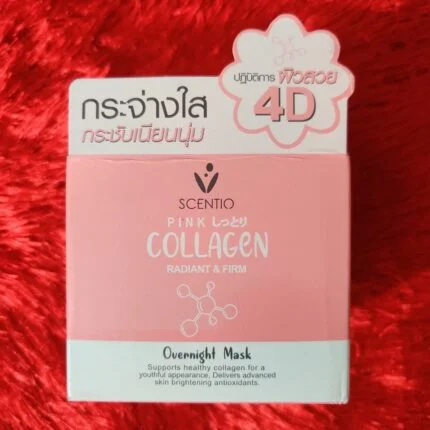 ปฏิบัติการ ผิวสวย
4D
กระจ่างใส
กระชับเนียนนุ่ม
SCENTIO
PINK しっとり
COLLAGEN
RADIANT & FIRM
Overnight Mask
Supports healthy collagen for a
youthful appearance. Delivers advanced
skin brightening antioxidants.